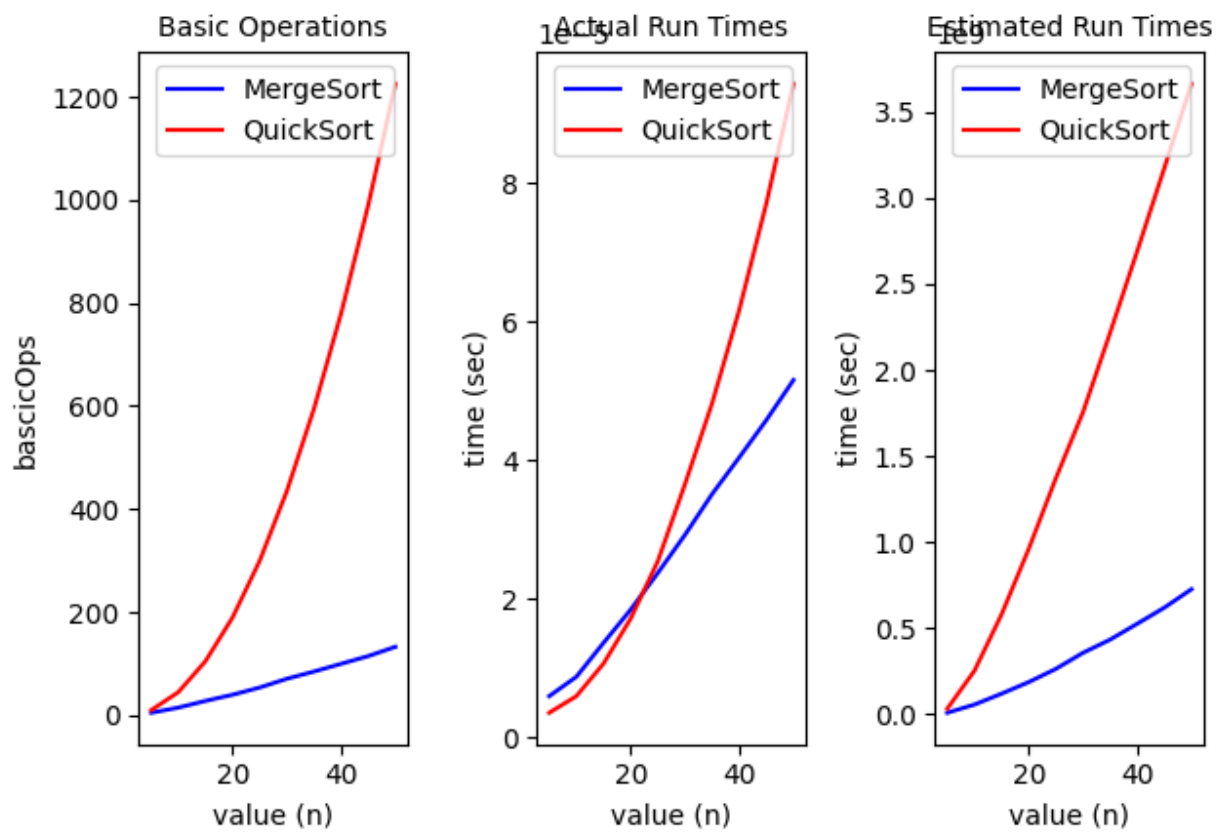 Basic Operations
Actual Run Times
Estimated Run Times
1e−5
1e9
MergeSort
QuickSort
MergeSort
QuickSort
MergeSort
QuickSort
bascicOps
1200
1000
800
600
400
200
0
20 40
value (n)
time (sec)
8
6
4
2
0
20 40
value (n)
time (sec)
3.5
3.0
2.5
2.0
1.5
1.0
0.5
0.0
20 40
value (n)